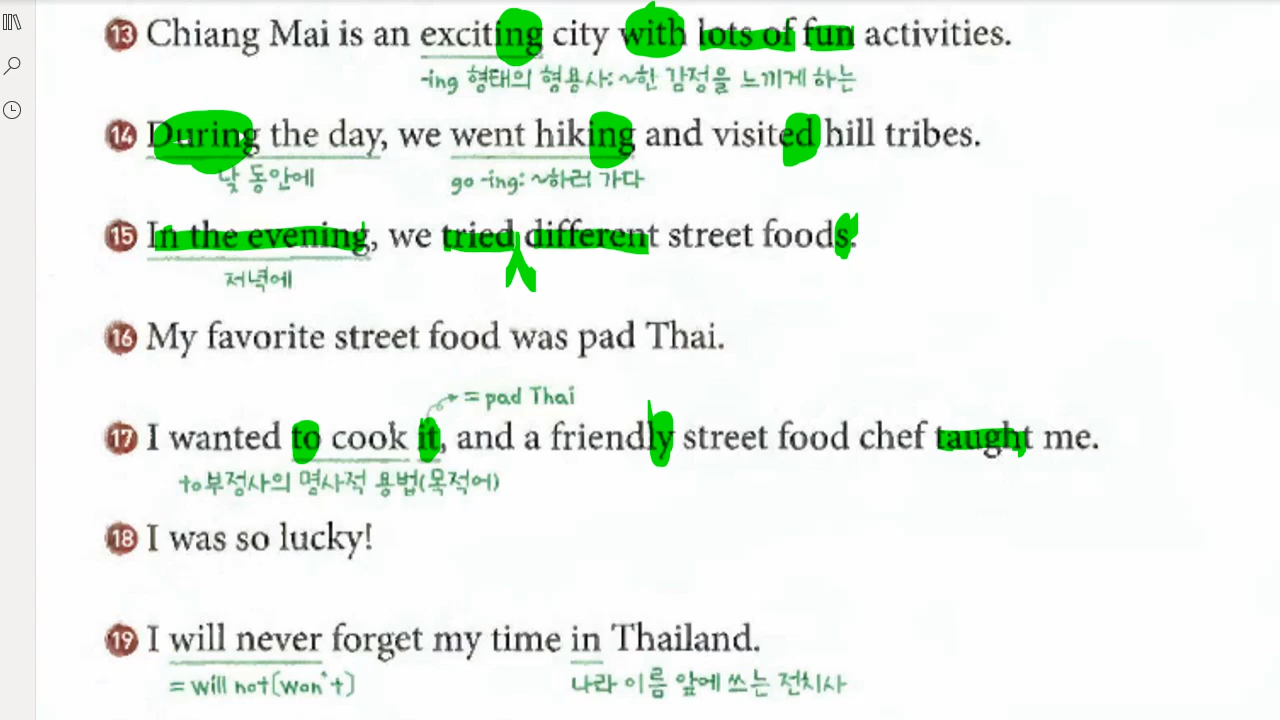 13 Chiang Mai is an exciting city with lots of fun activities.
-ing 형태의 형용사: ~한 감정을 느끼게 하는
14 During the day, we went hiking and visited hill tribes.
낮 동안에 go -ing: ~하러 가다
15 In the evening, we tried different street foods.
저녁에
16 My favorite street food was pad Thai.
= pad Thai
17 I wanted to cook it, and a friendly street food chef taught me.
to부정사의 명사적 용법(목적어)
18 I was so lucky!
19 I will never forget my time in Thailand.
= will not(won't) 나라 이름 앞에 쓰는 전치사